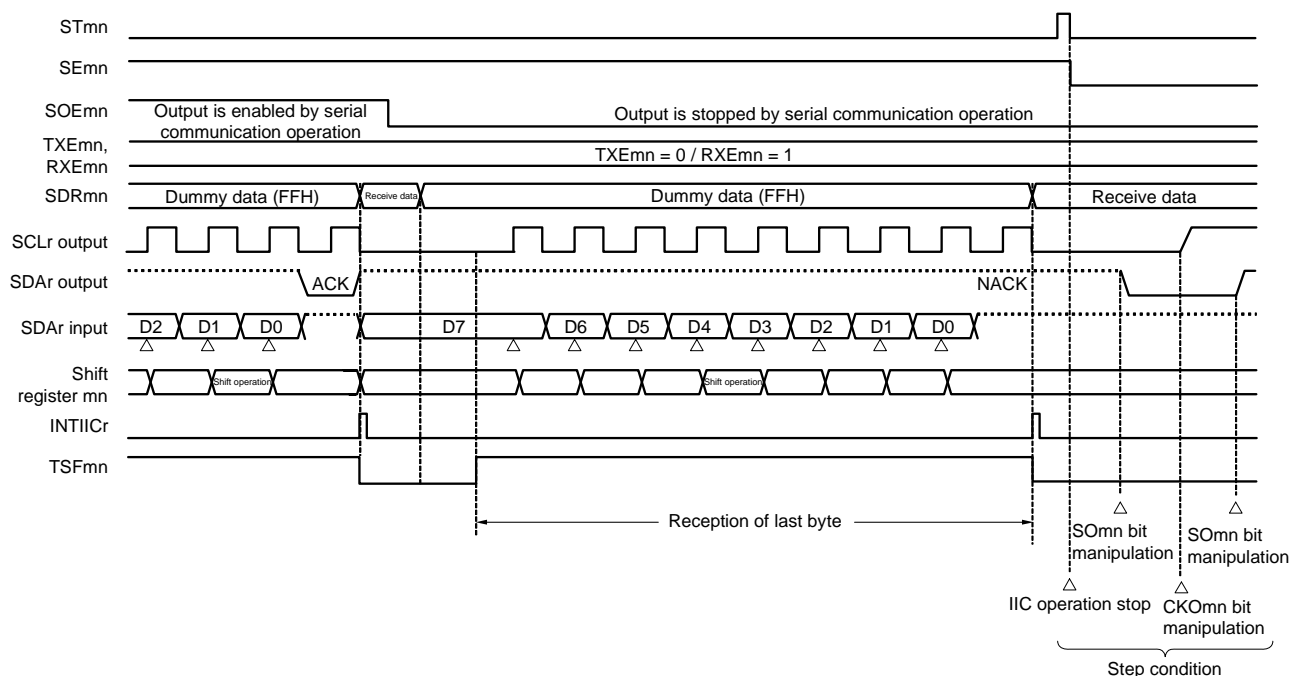 STmn
SEmn
SOEmn
Output is enabled by serial
communication operation
Output is stopped by serial communication operation
TXEmn,
RXEmn
TXEmn = 0 / RXEmn = 1
SDRmn
Dummy data (FFH)
Receive data
Dummy data (FFH)
Receive data
SCLr output
SDAr output
ACK
NACK
SDAr input
D2
D1
D0
D7
D6
D5
D4
D3
D2
D1
D0
Shift
register mn
Shift operation
Shift operation
INTIICr
TSFmn
Reception of last byte
SOmn bit
manipulation
SOmn bit
manipulation
IIC operation stop
CKOmn bit
manipulation
Step condition